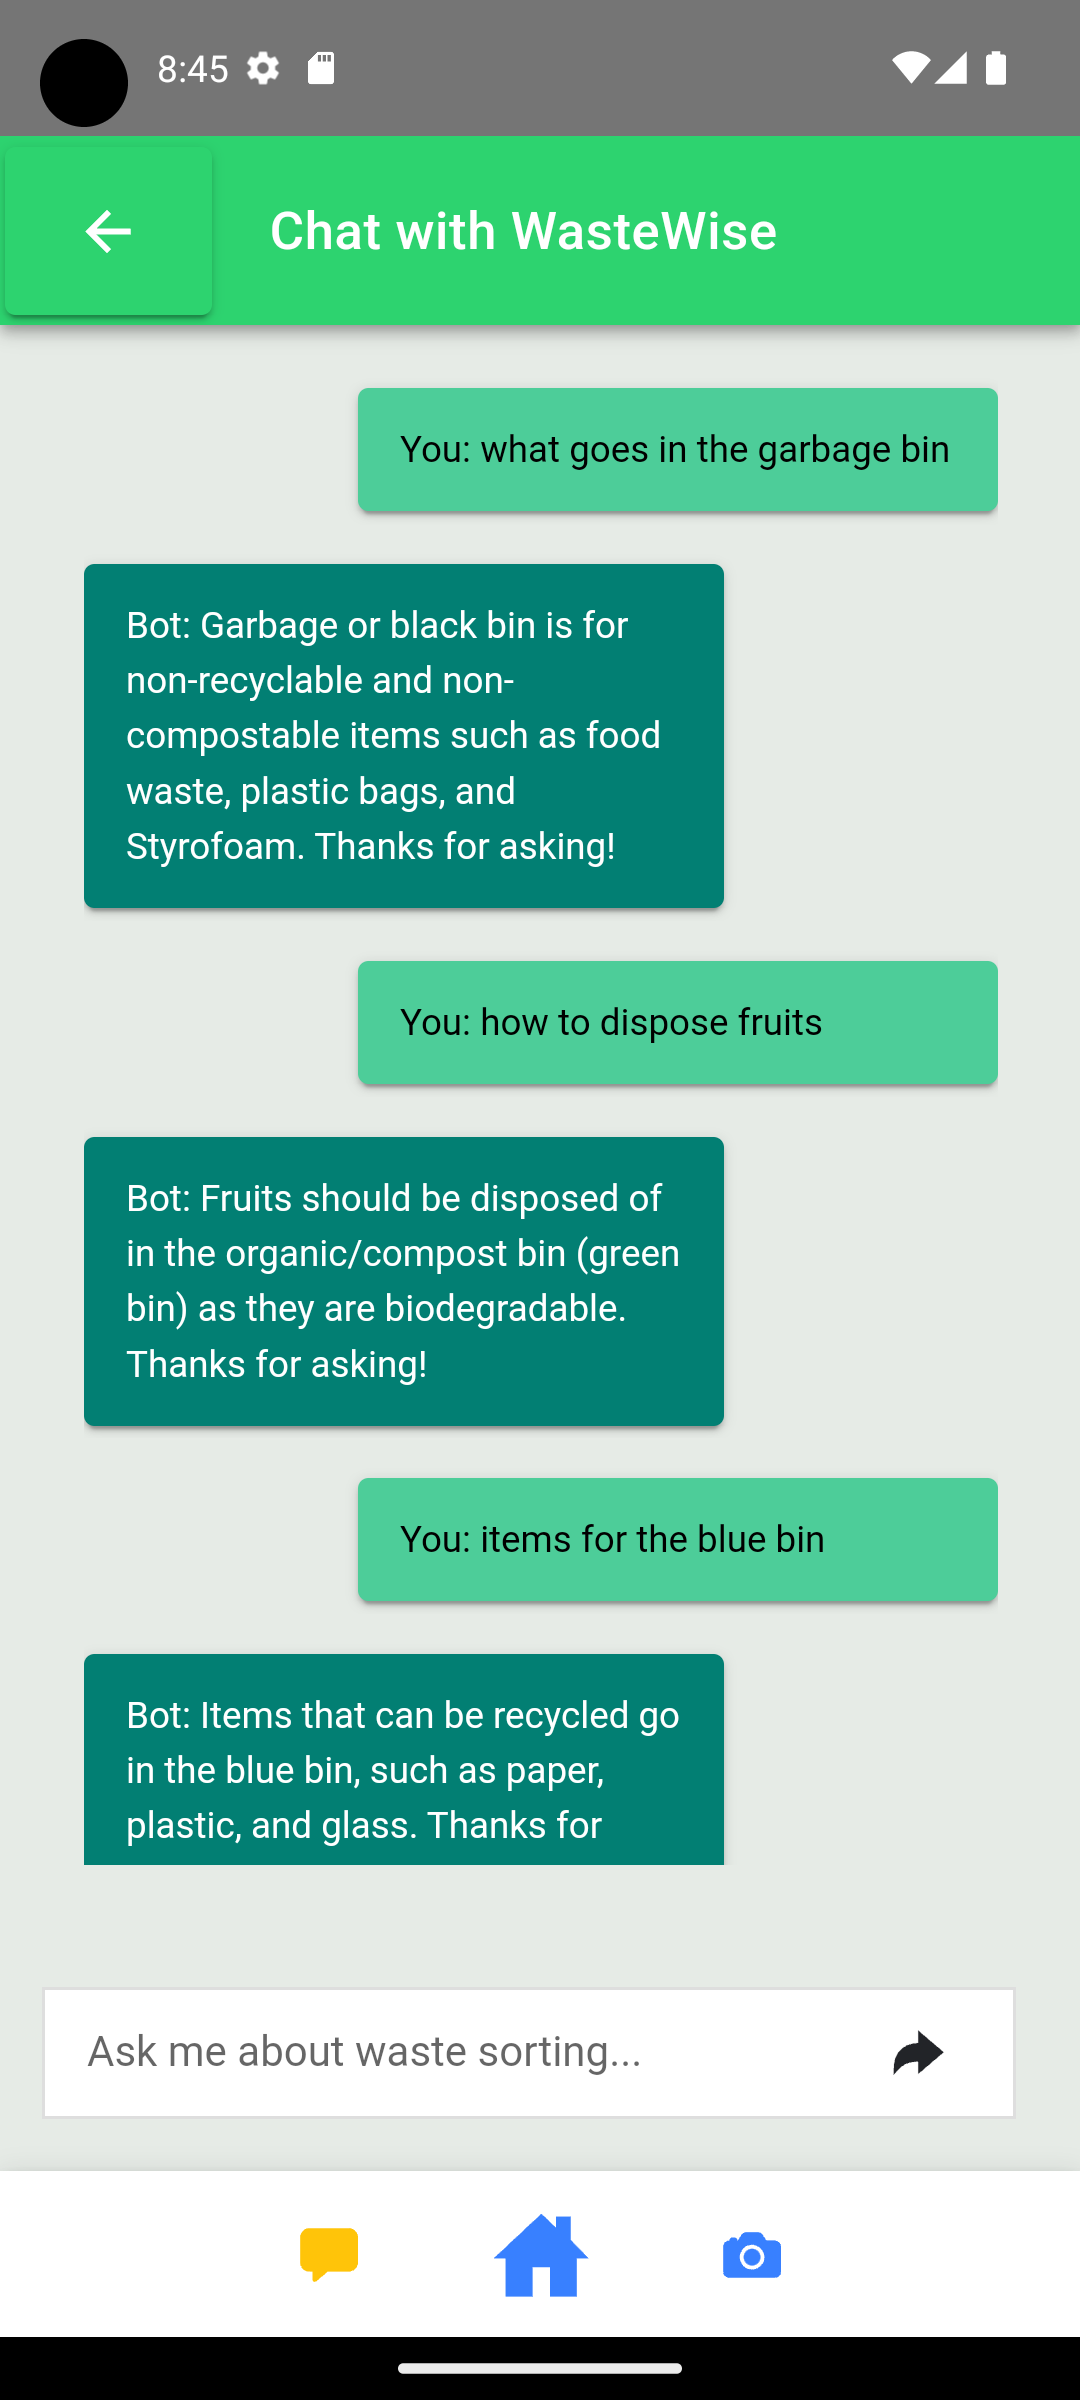 8:45
Chat with WasteWise
You: what goes in the garbage bin
Bot: Garbage or black bin is for
non-recyclable and non-
compostable items such as food
waste, plastic bags, and
Styrofoam. Thanks for asking!
You: how to dispose fruits
Bot: Fruits should be disposed of
in the organic/compost bin (green
bin) as they are biodegradable.
Thanks for asking!
You: items for the blue bin
Bot: Items that can be recycled go
in the blue bin, such as paper,
plastic, and glass. Thanks for
Ask me about waste sorting...